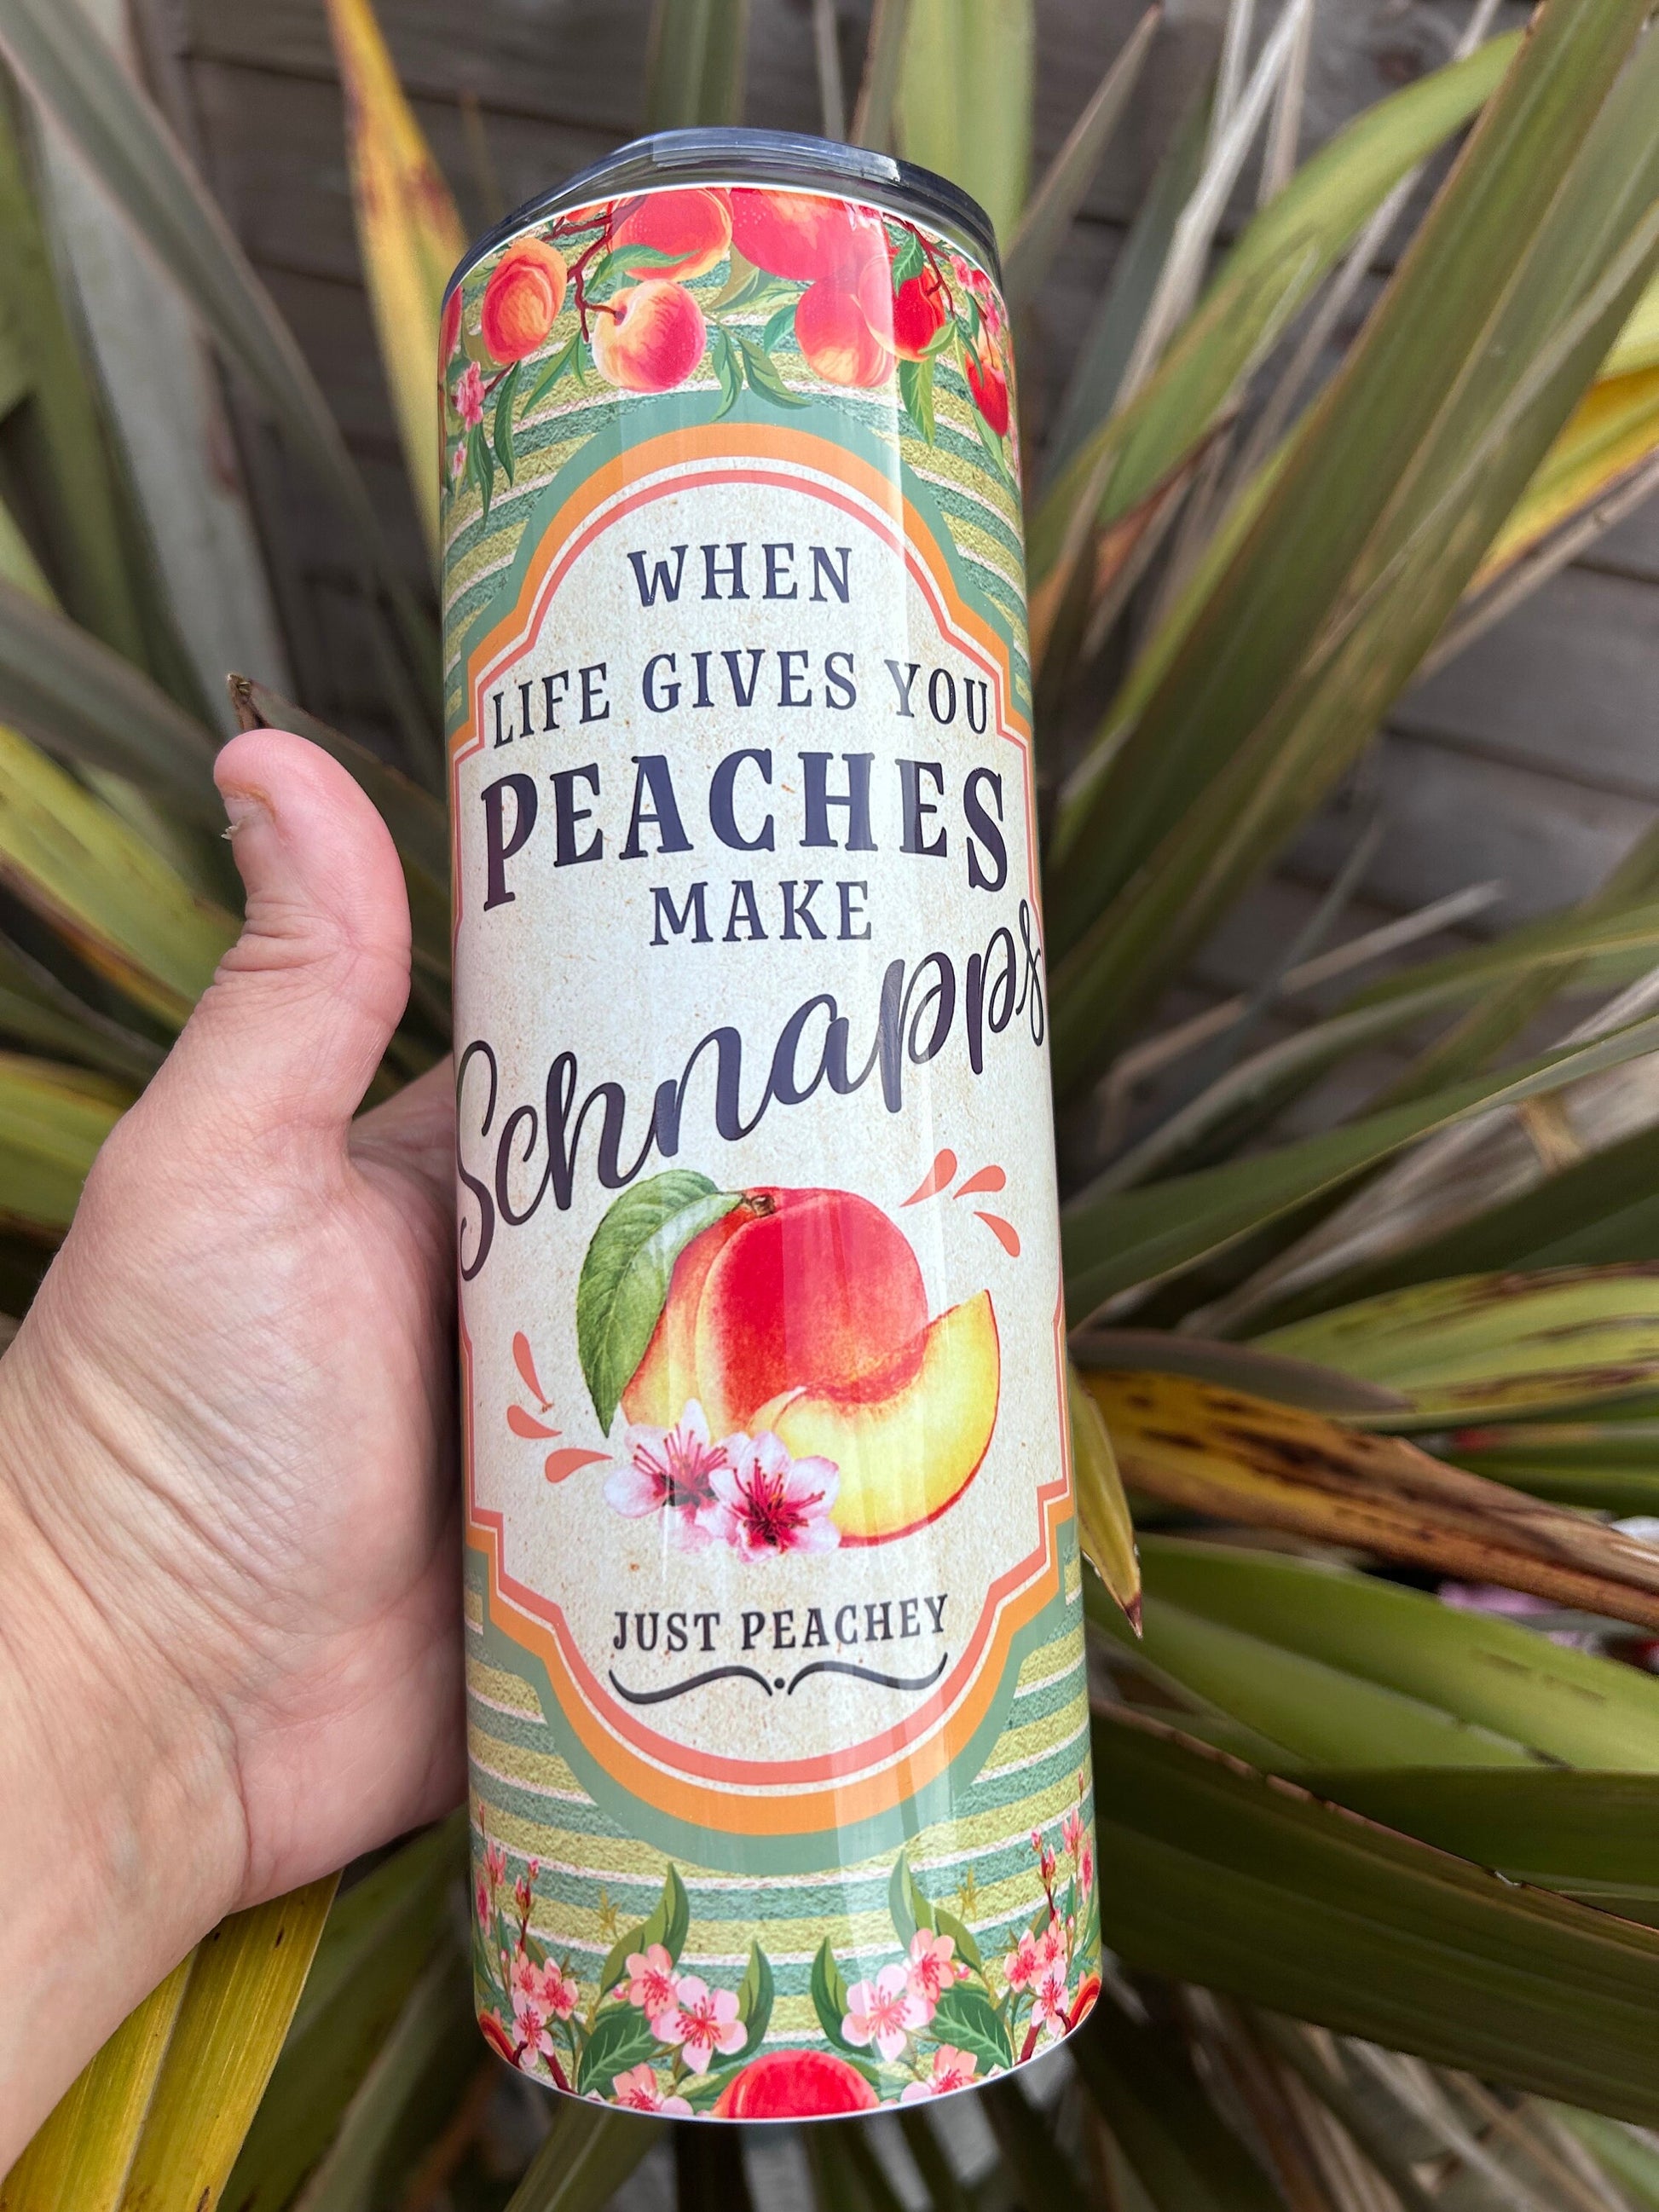 WHEN
LIFE GIVES YOU
PEACHES
MAKE
Schnapps
JUST PEACHEY